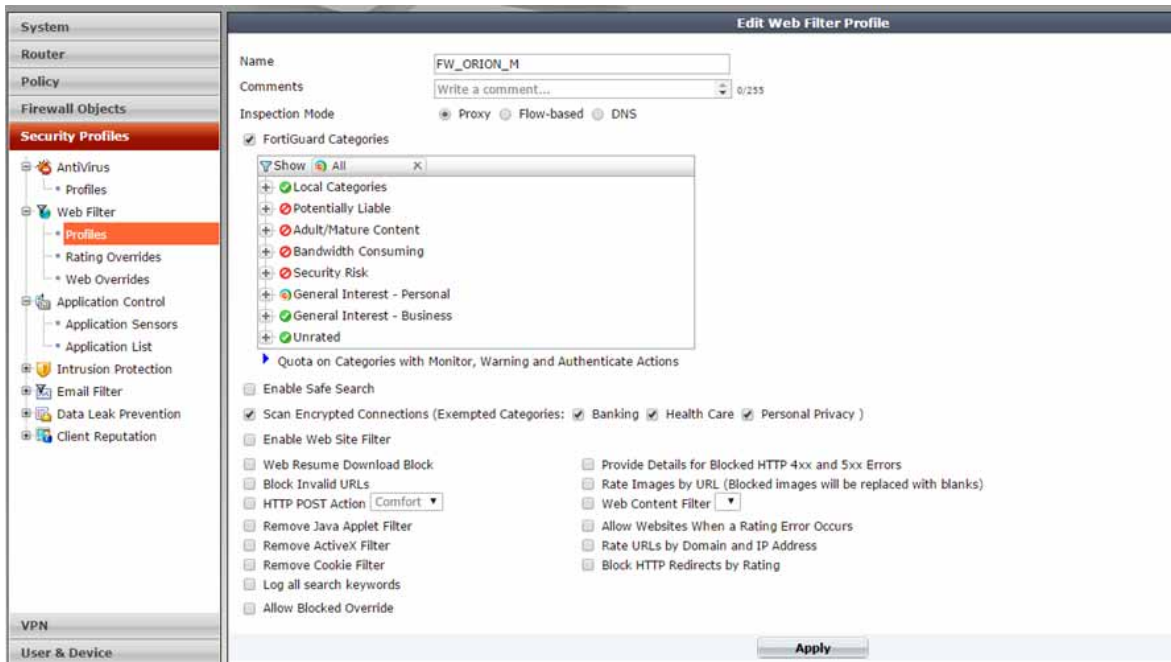 System
Router
Policy
Firewall Objects
Security Profiles
AntiVirus
Profiles
Web Filter
Profiles
Rating Overrides
Web Overrides
Application Control
Application Sensors
Application List
Intrusion Protection
Email Filter
Data Leak Prevention
Client Reputation
VPN
User & Device
Edit Web Filter Profile
Name FW_ORION_M
Comments Write a comment... 0/255
Inspection Mode Proxy Flow-based DNS
FortiGuard Categories
Show All X
Local Categories
Potentially Liable
Adult/Mature Content
Bandwidth Consuming
Security Risk
General Interest - Personal
General Interest - Business
Unrated
Quota on Categories with Monitor, Warning and Authenticate Actions
Enable Safe Search
Scan Encrypted Connections (Exempted Categories: Banking Health Care Personal Privacy )
Enable Web Site Filter
Web Resume Download Block
Block Invalid URLs
HTTP POST Action Comfort
Remove Java Applet Filter
Remove ActiveX Filter
Remove Cookie Filter
Log all search keywords
Allow Blocked Override
Provide Details for Blocked HTTP 4xx and 5xx Errors
Rate Images by URL (Blocked images will be replaced with blanks)
Web Content Filter
Allow Websites When a Rating Error Occurs
Rate URLs by Domain and IP Address
Block HTTP Redirects by Rating
Apply